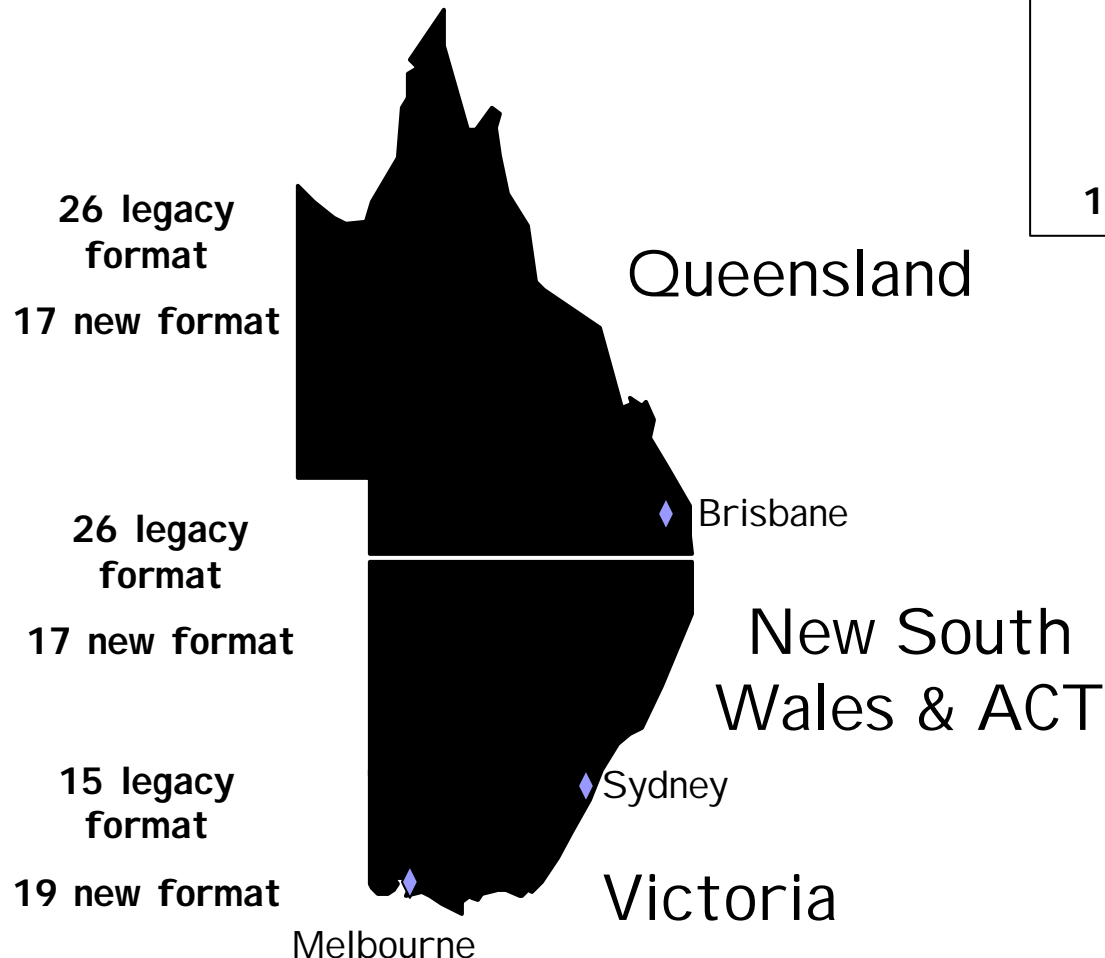 1
26 legacy
format
Queensland
17 new format
Brisbane
26 legacy
format
17 new format
New South
Wales & ACT
15 legacy
format
Sydney
19 new format
Victoria
Melbourne